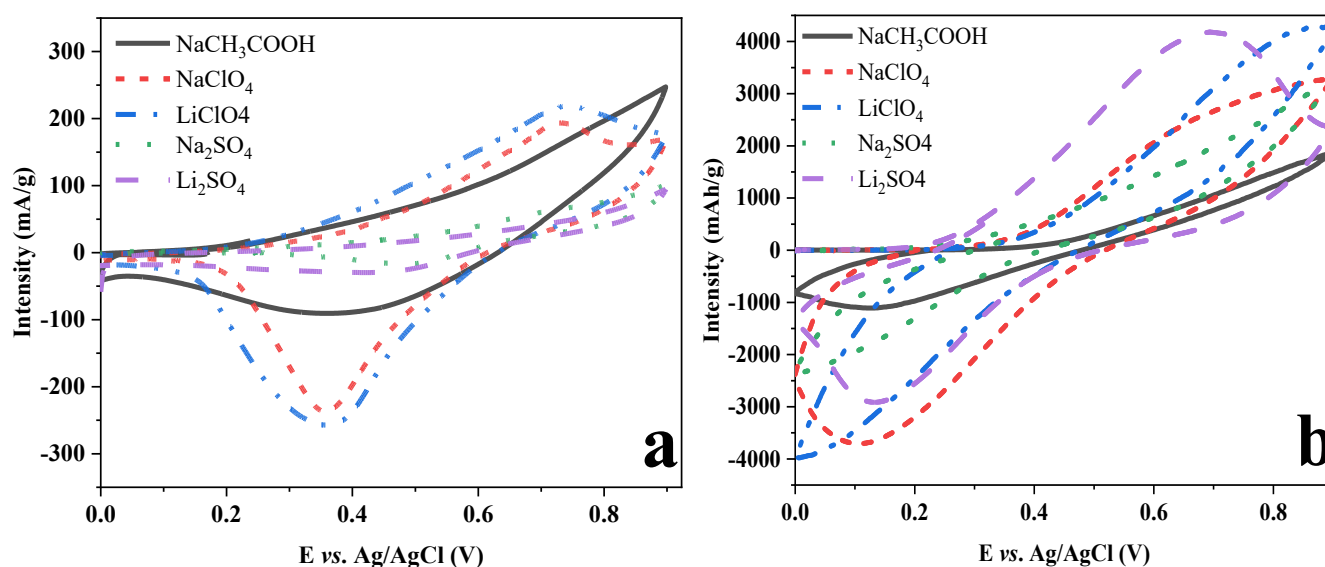 Intensity (mA/g)
300
200
100
0
-100
-200
-300
NaCH₃COOH
NaClO₄
LiClO4
Na₂SO₄
Li₂SO₄
a
0.0 0.2 0.4 0.6 0.8
E vs. Ag/AgCl (V)
Intensity (mAh/g)
4000
3000
2000
1000
0
-1000
-2000
-3000
-4000
NaCH₃COOH
NaClO₄
LiClO₄
Na₂SO4
Li₂SO4
b
0.0 0.2 0.4 0.6 0.8
E vs. Ag/AgCl (V)